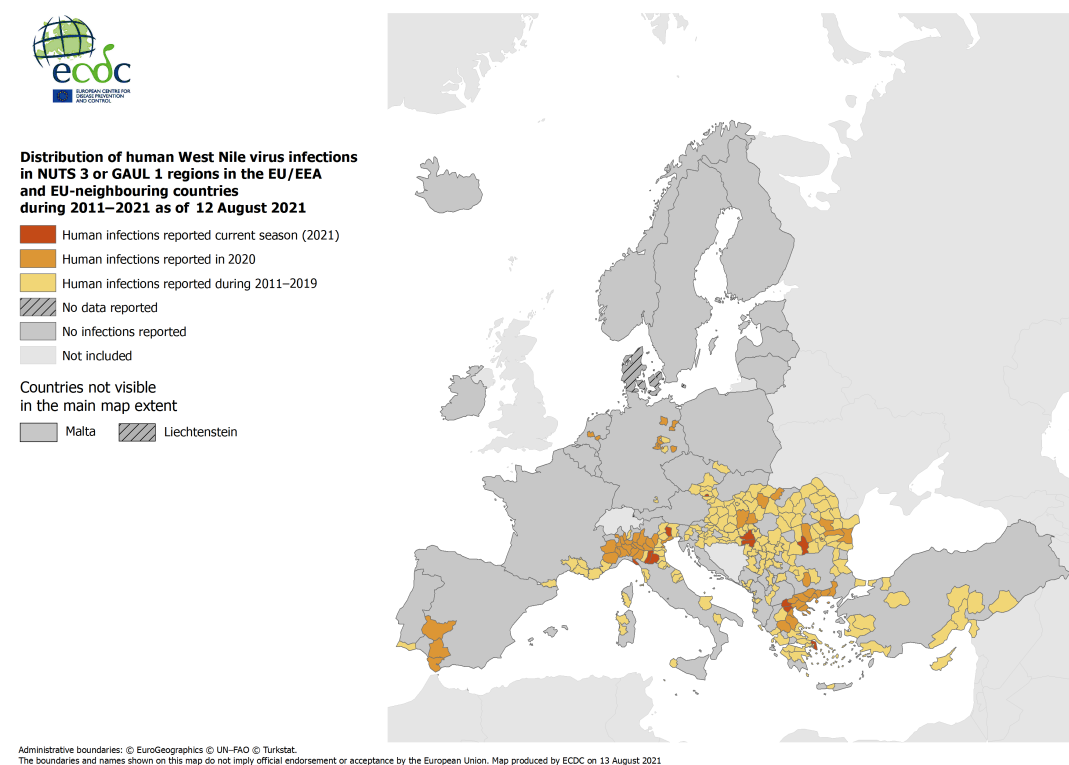 ecdc
EUROPEAN CENTRE FOR
DISEASE PREVENTION
AND CONTROL
Distribution of human West Nile virus infections
in NUTS 3 or GAUL 1 regions in the EU/EEA
and EU-neighbouring countries
during 2011–2021 as of 12 August 2021
Human infections reported current season (2021)
Human infections reported in 2020
Human infections reported during 2011–2019
No data reported
No infections reported
Not included
Countries not visible
in the main map extent
Malta
Liechtenstein
Administrative boundaries: © EuroGeographics © UN–FAO © Turkstat.
The boundaries and names shown on this map do not imply official endorsement or acceptance by the European Union. Map produced by ECDC on 13 August 2021